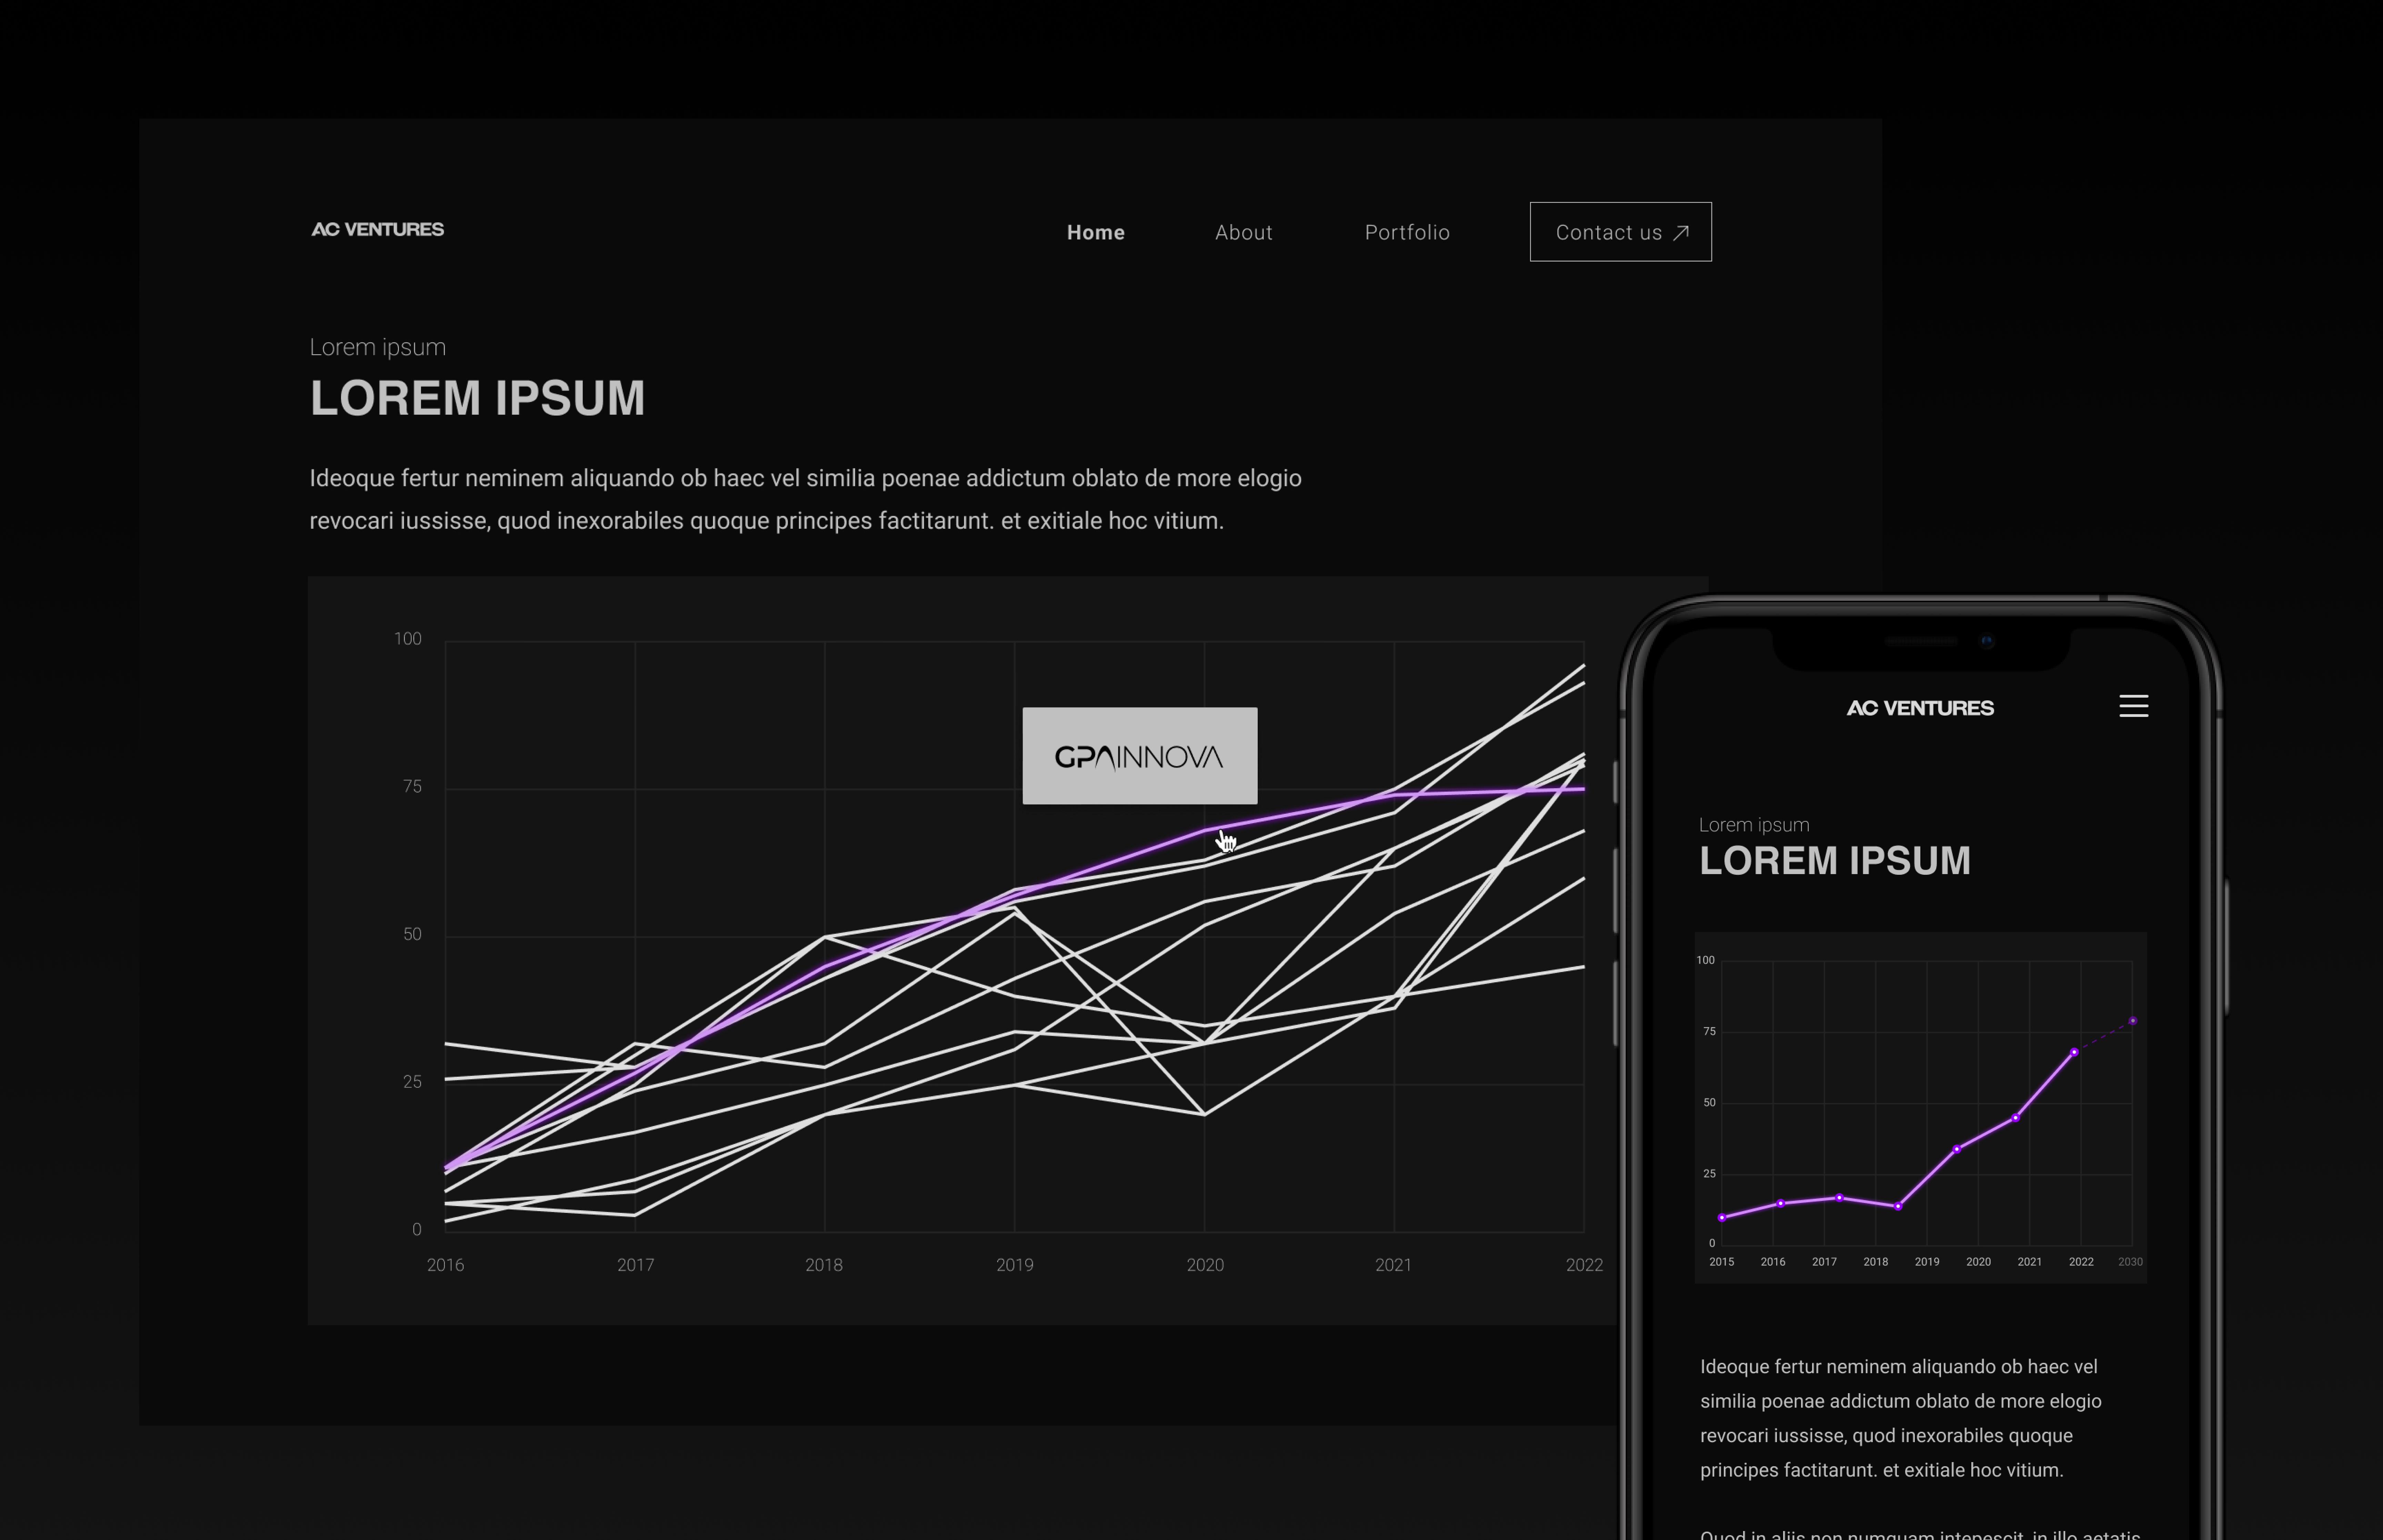 AC VENTURES
Home
About
Portfolio
Contact us
Lorem ipsum
LOREM IPSUM
Ideoque fertur neminem aliquando ob haec vel similia poenae addictum oblato de more elogio
revocari iussisse, quod inexorabiles quoque principes factitarunt. et exitiale hoc vitium.
100
75
50
25
0
GPAINNOVA
2016 2017 2018 2019 2020 2021 2022
AC VENTURES
Lorem ipsum
LOREM IPSUM
100
75
50
25
0
2015 2016 2017 2018 2019 2020 2021 2022 2030
Ideoque fertur neminem aliquando ob haec vel
similia poenae addictum oblato de more elogio
revocari iussisse, quod inexorabiles quoque
principes factitarunt. et exitiale hoc vitium.
Quod in aliis non numquam intepescit, in illo aetatis